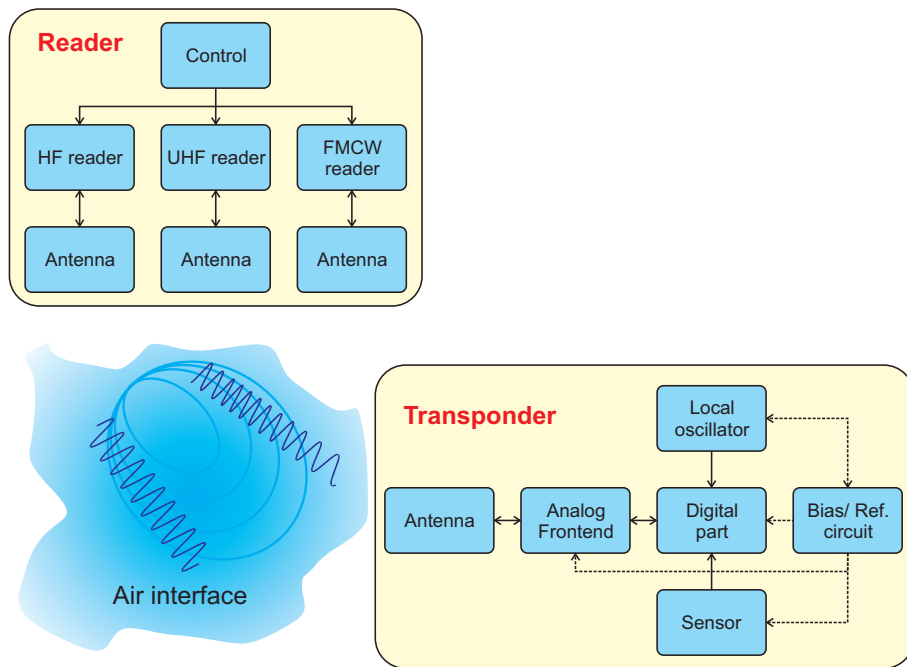 Reader
Control
HF reader
UHF reader
FMCW
reader
Antenna
Antenna
Antenna
Air interface
Transponder
Local
oscillator
Antenna
Analog
Frontend
Digital
part
Bias/ Ref.
circuit
Sensor